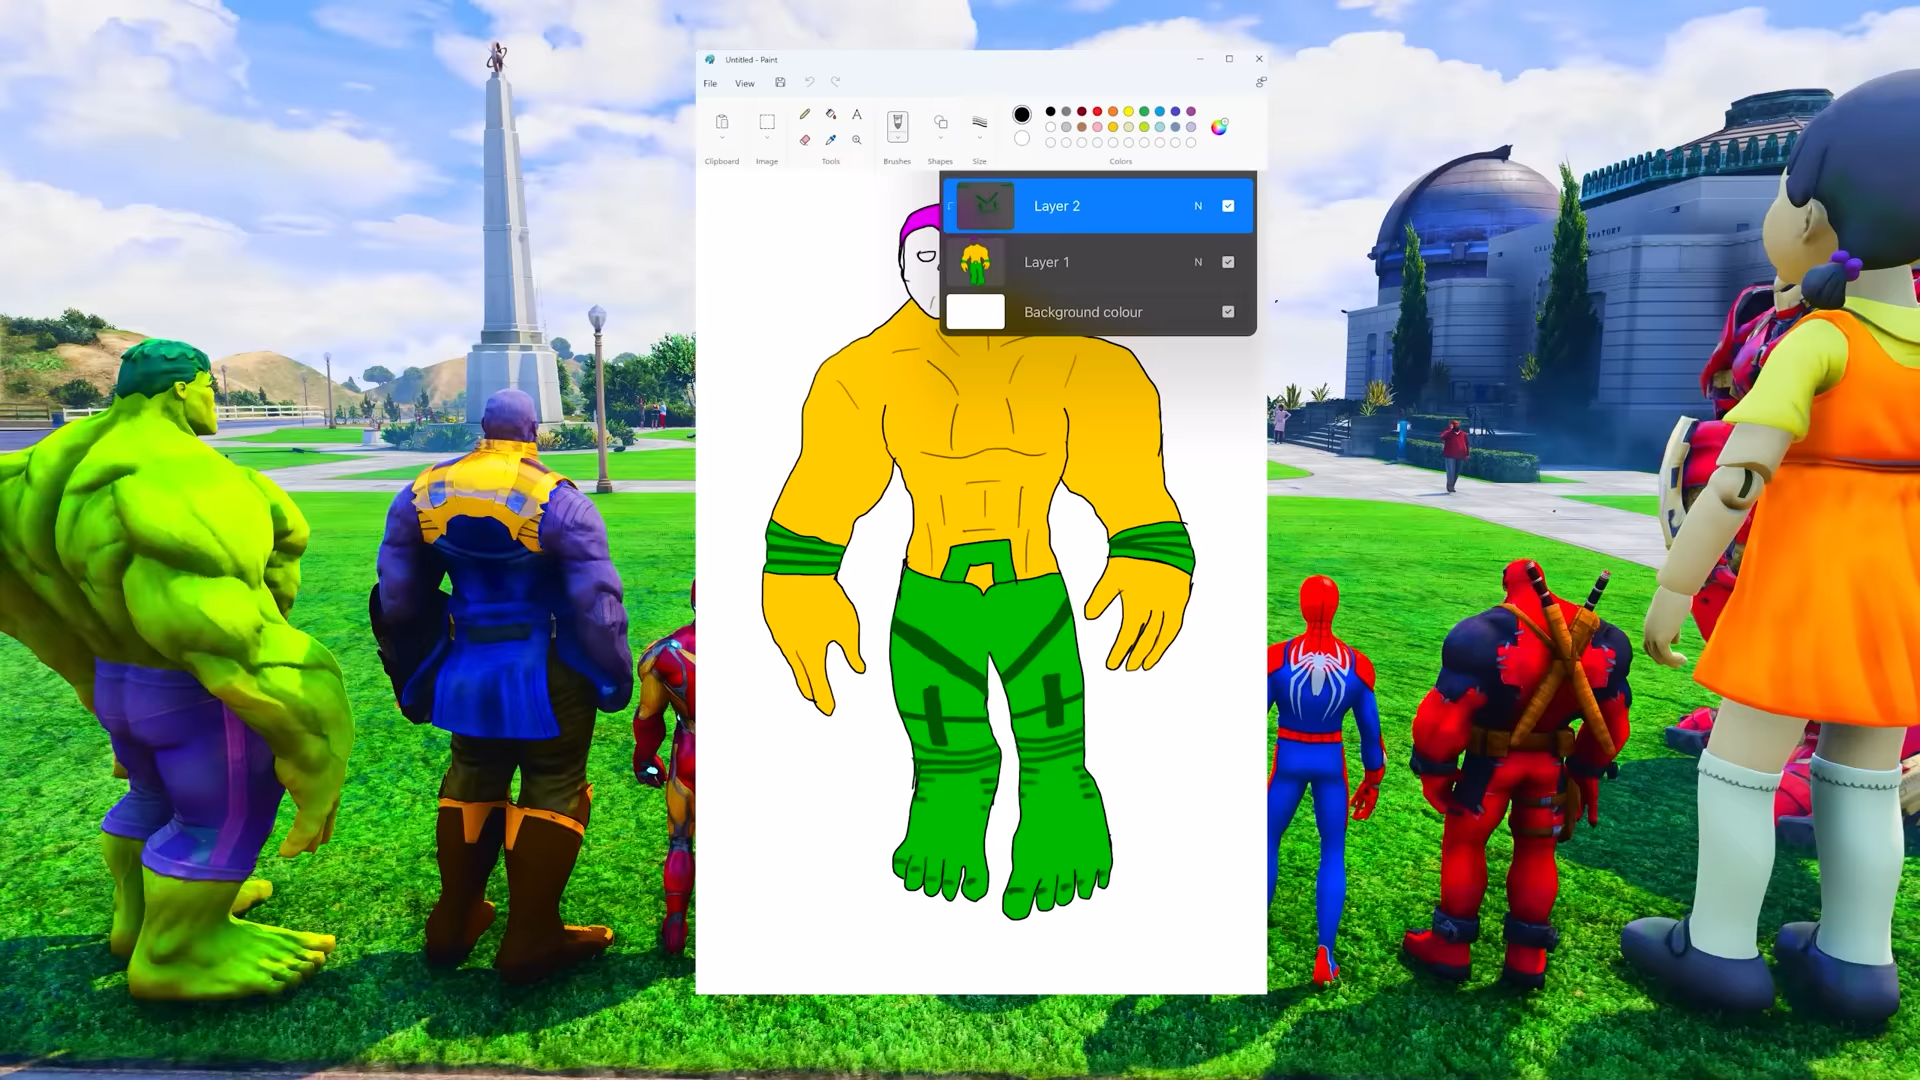 Untitled - Paint
File View
A
Clipboard Image Tools Brushes Shapes Size Colors
Layer 2 N
Layer 1 N
Background colour